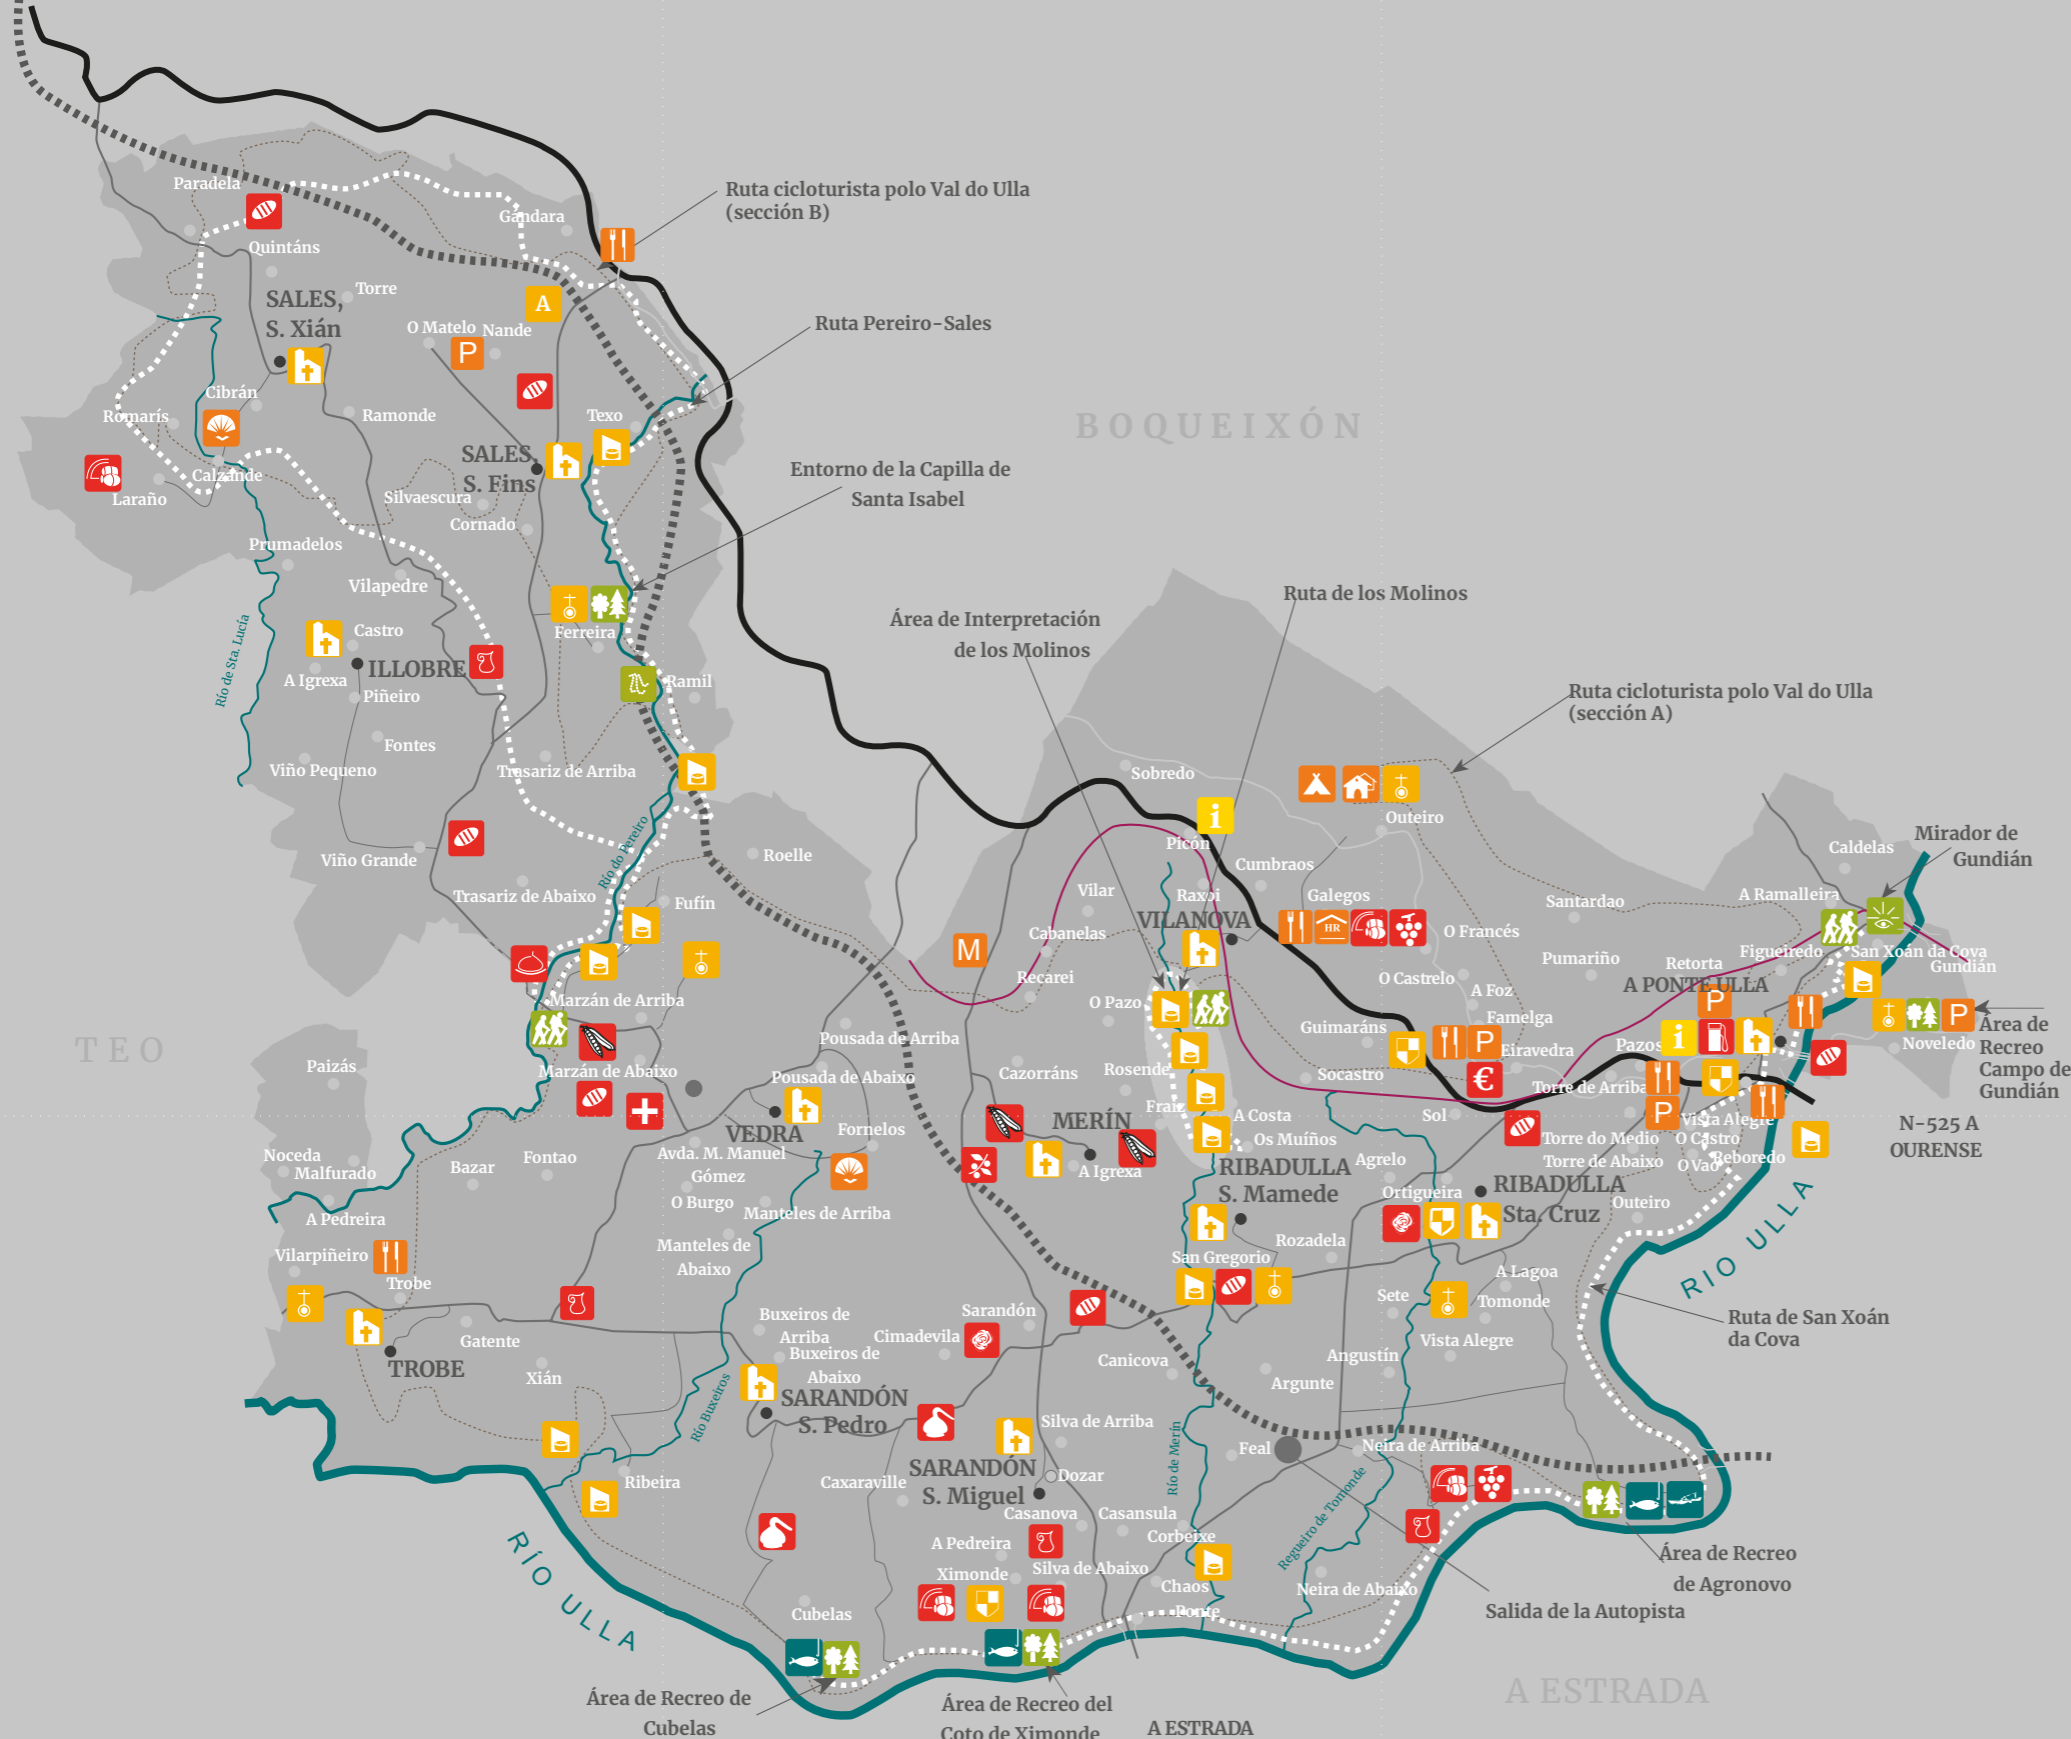 Paradela
Quintáns
Gándara
Ruta cicloturista polo Val do Ulla
(sección B)
SALES,
S. Xián
Torre
A
O Matelo
Nande
P
Ruta Pereiro-Sales
Cibrán
Romarís
Ramonde
Texo
BOQUEIXÓN
SALES,
S. Fins
Entorno de la Capilla de
Santa Isabel
Calzande
Laraño
Silvaescura
Cornado
Prumadelos
Vilapedre
Río de Sta. Lucía
Castro
ILLOBRE
A Igrexa
Piñeiro
Ferreira
Ramil
Área de Interpretación
de los Molinos
Ruta de los Molinos
Ruta cicloturista polo Val do Ulla
(sección A)
Fontes
Viño Pequeno
Trasariz de Arriba
Sobredo
Outeiro
i
Picón
Viño Grande
Río do Pereiro
Roelle
Cumbraos
Caldelas
Mirador de
Gundián
Trasariz de Abaixo
Fufín
Vilar
Raxoi
VILANOVA
Galegos
HR
Santardao
A Ramalleira
M
Cabanelas
O Francés
Recarei
O Castrelo
Pumariño
Retorta
Figueiredo
San Xoán da Cova
Gundián
A PONTE ULLA
P
Marzán de Arriba
O Pazo
A Foz
Famelga
Guimaráns
P
Eiravedra
Pazos
i
P
Noveledo
Área de
Recreo
Campo de
Gundián
TEO
Paizás
Pousada de Arriba
Marzán de Abaixo
Pousada de Abaixo
Cazorráns
Rosende
Socastro
€
Torre de Arriba
P
Fraiz
A Costa
Sol
Vista Alegre
VEDRA
Fornelos
MERÍN
Os Muíños
Torre do Medio
O Castro
N-525 A
OURENSE
Noceda
Malfurado
Bazar
Fontao
Avda. M. Manuel
Gómez
A Igrexa
RIBADULLA
S. Mamede
Agrelo
Torre de Abaixo
O Vao
Reboredo
O Burgo
Manteles de Arriba
Ortigueira
RIBADULLA
Sta. Cruz
Outeiro
A Pedreira
Vilarpiñeiro
Manteles de
Abaixo
San Gregorio
Rozadela
RIO ULLA
Trobe
A Lagoa
Tomonde
Sete
Gatente
TROBE
Xián
Buxeiros de
Arriba
Buxeiros de
Abaixo
Sarandón
Cimadevila
Canicova
Vista Alegre
Angustín
Argunte
Ruta de San Xoán
da Cova
Río Buxeiros
SARANDÓN
S. Pedro
Silva de Arriba
Río de Merín
Feal
Neira de Arriba
SARANDÓN
S. Miguel
Dozar
Ribeira
Caxaraville
Casanova
Casansula
Corbeixe
Regueiro de Tomonde
RÍO ULLA
A Pedreira
Ximonde
Silva de Abaixo
Chaos
Ponte
Neira de Abaixo
Área de Recreo
de Agronovo
Salida de la Autopista
Cubelas
Área de Recreo de
Cubelas
Área de Recreo del
Coto de Ximonde
A ESTRADA
A ESTRADA